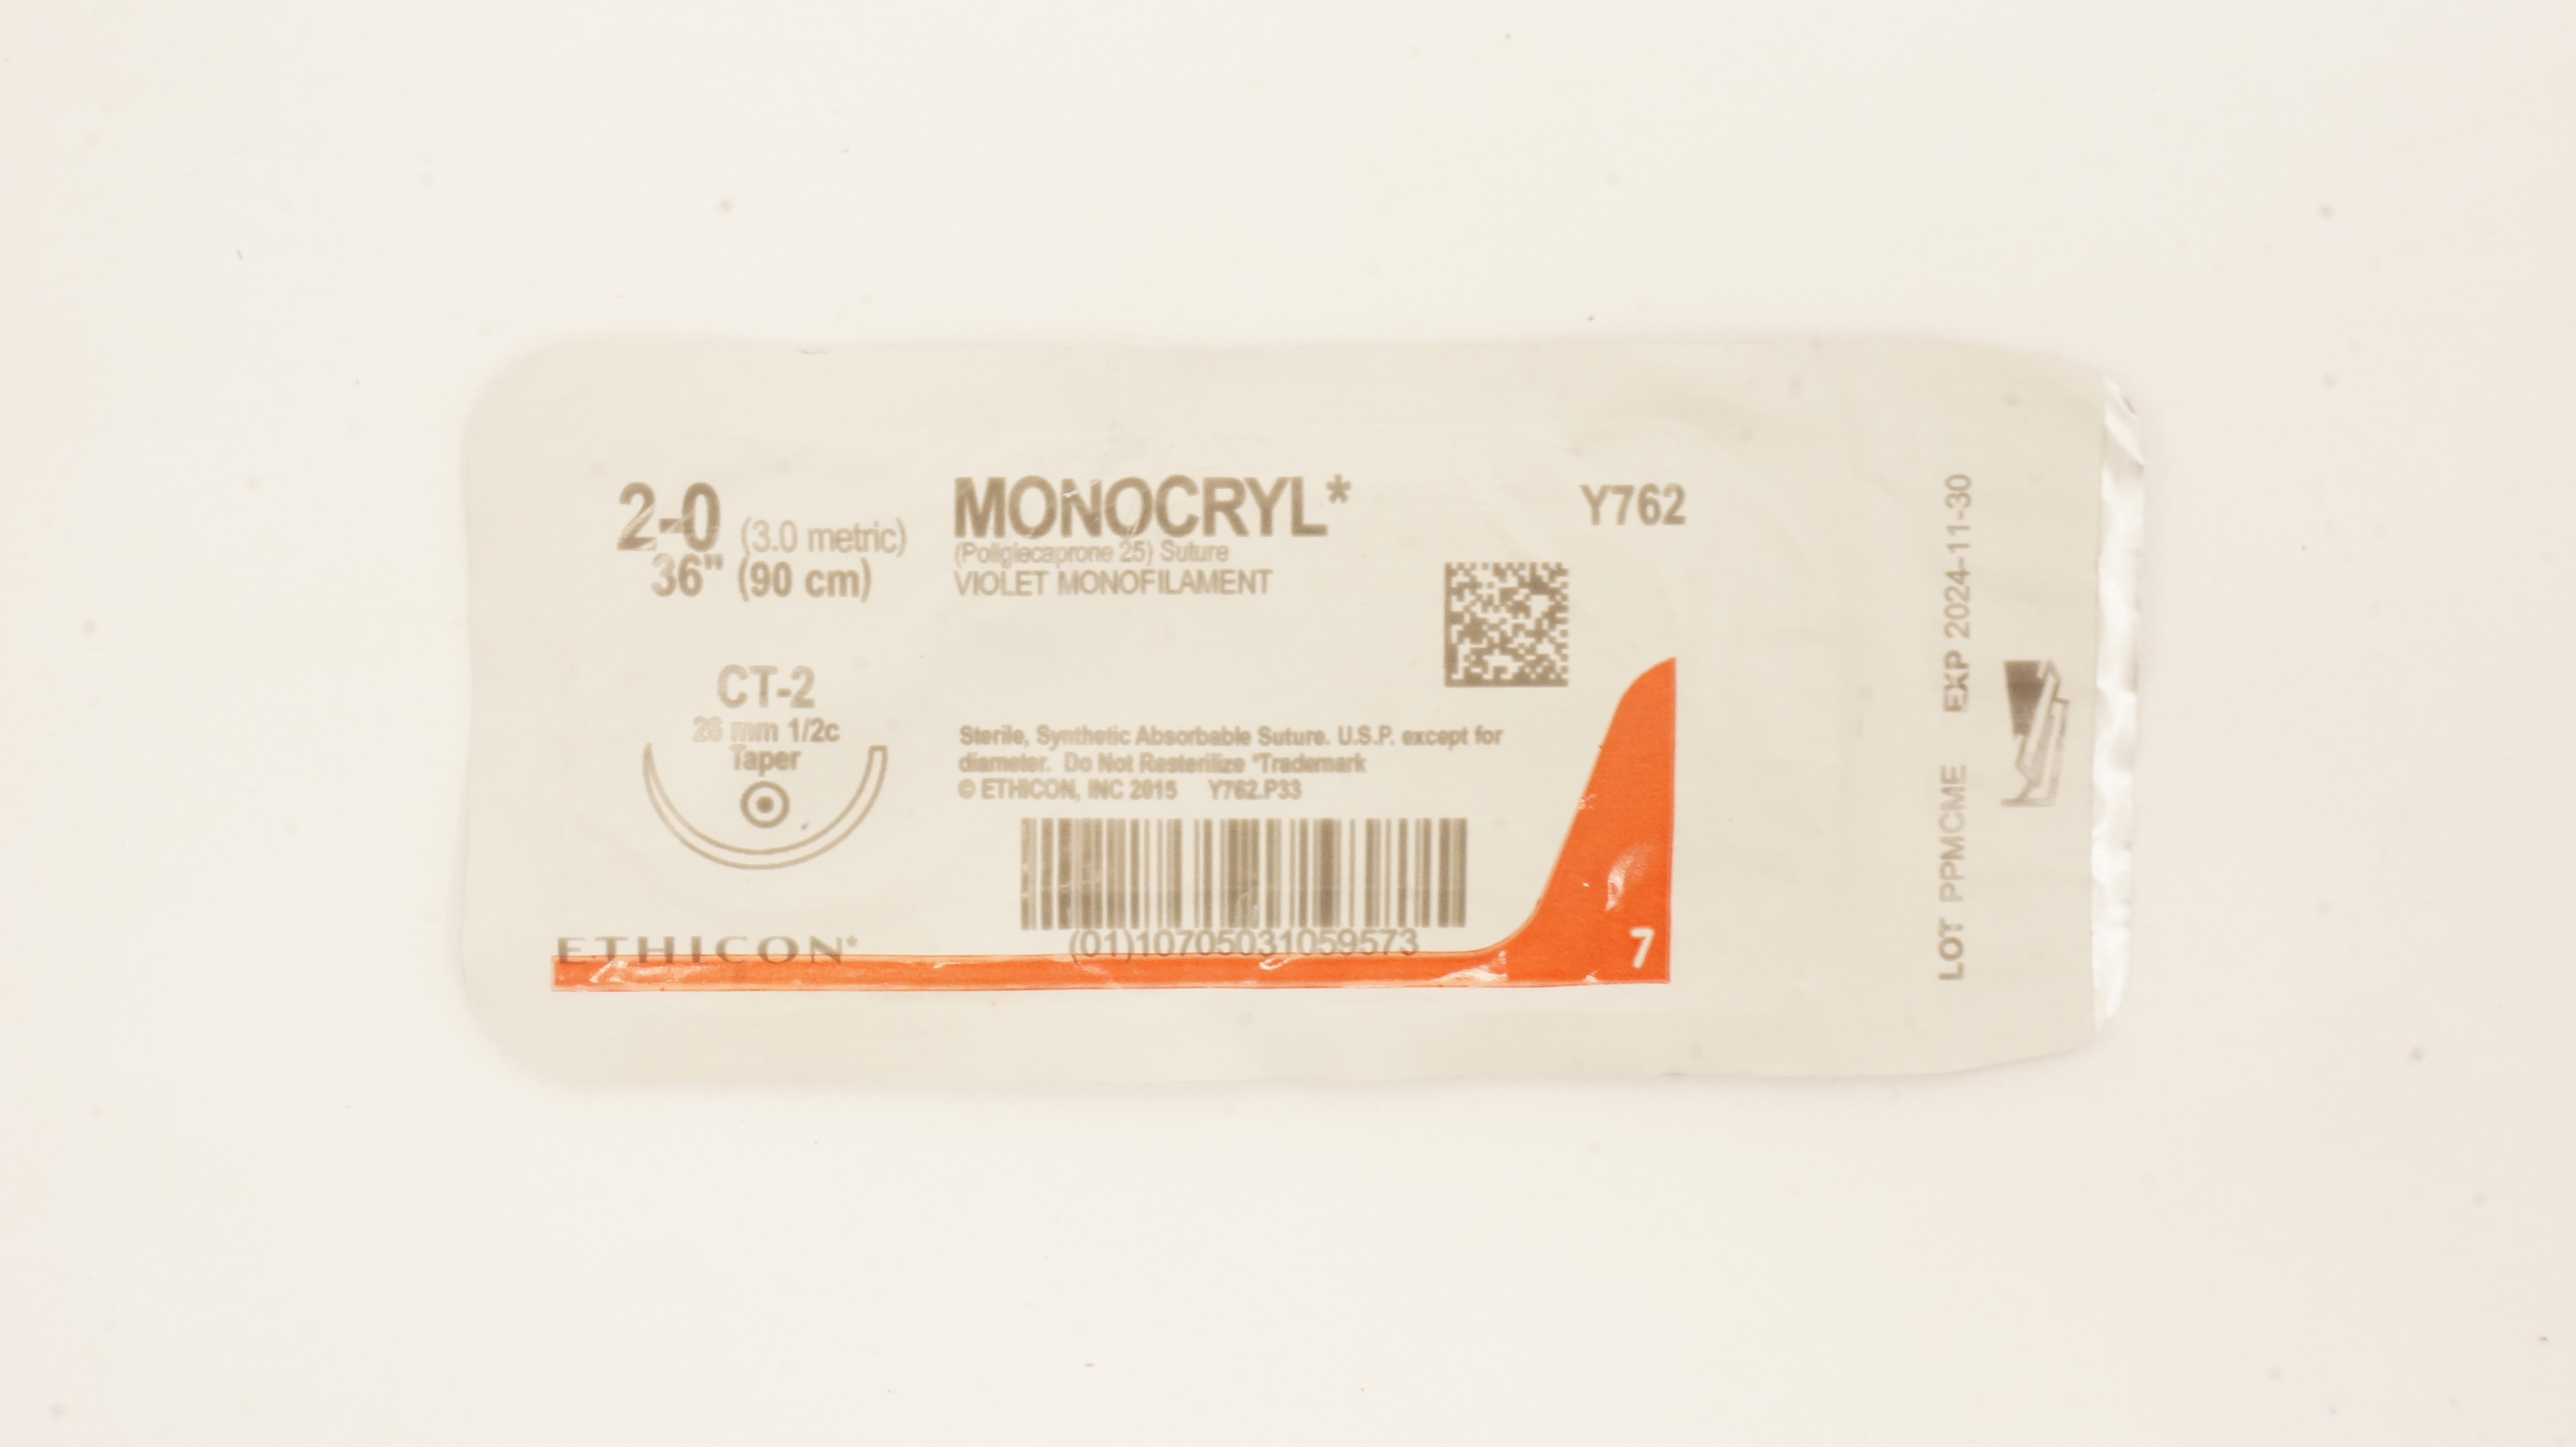 2-0 (3.0 metric)
36" (90 cm)
MONOCRYL*
(Poliglecaprone 25) Suture
VIOLET MONOFILAMENT
Y762
CT-2
26 mm 1/2c
Taper
Sterile, Synthetic Absorbable Suture. U.S.P. except for
diameter. Do Not Resterilize *Trademark
© ETHICON, INC 2015 Y762.P33
(01)10705031059573
ETHICON*
7
LOT PPMCME EXP 2024-11-30